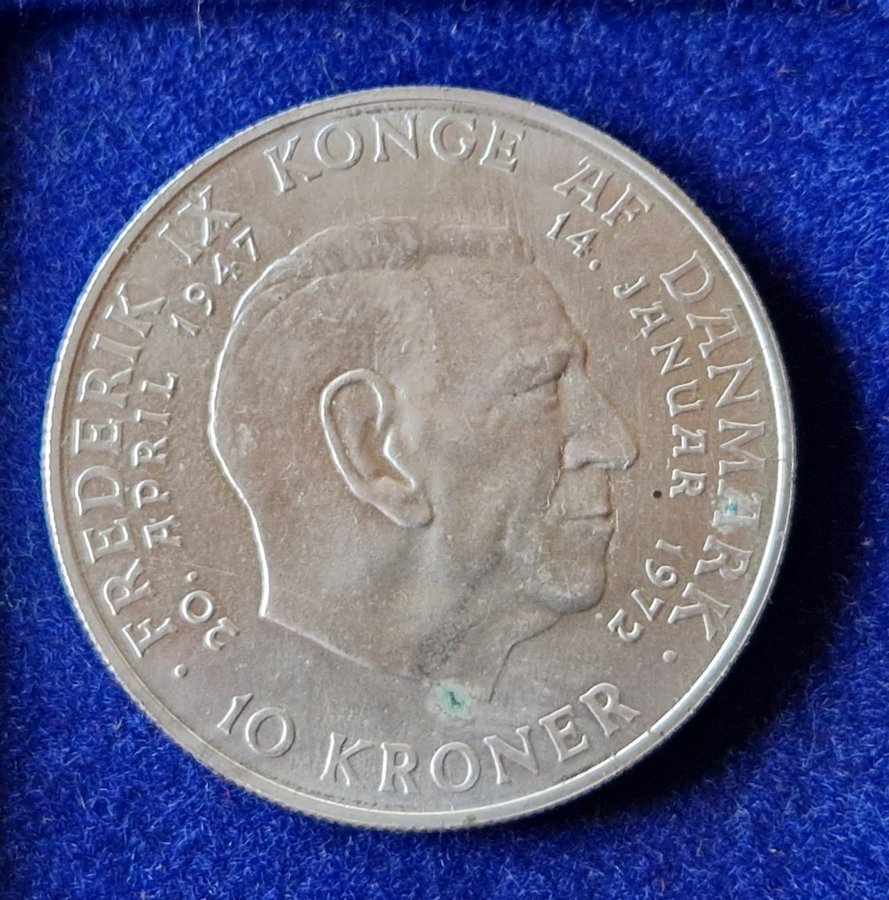 · FREDERIK IX KONGE AF DANMARK ·
20. APRIL 1947
14. JANUAR 1972.
10 KRONER